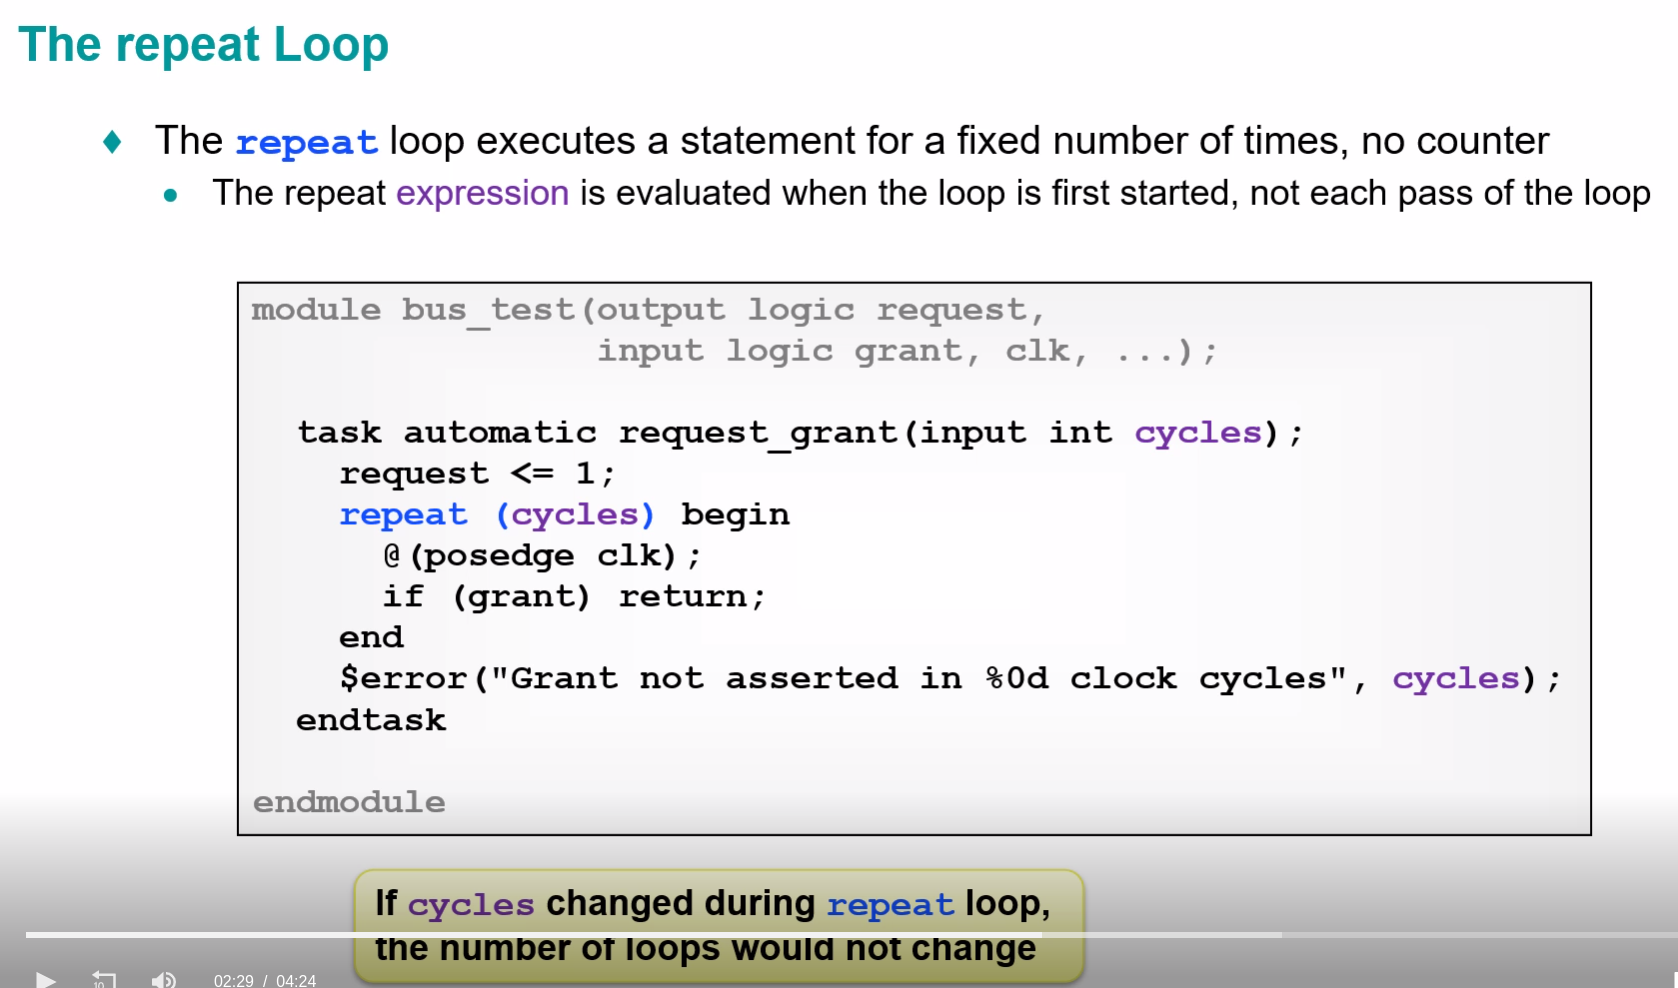 The repeat Loop
The repeat loop executes a statement for a fixed number of times, no counter
The repeat expression is evaluated when the loop is first started, not each pass of the loop
module bus_test(output logic request,
input logic grant, clk, ...);
task automatic request_grant(input int cycles);
request <= 1;
repeat (cycles) begin
@(posedge clk);
if (grant) return;
end
$error("Grant not asserted in %0d clock cycles", cycles);
endtask
endmodule
If cycles changed during repeat loop,
the number of loops would not change
10
02:29 / 04:24